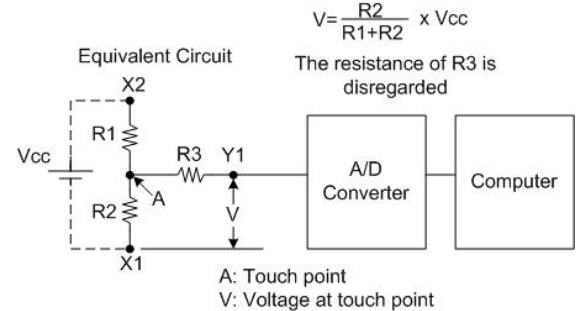 V= R2 / R1+R2 x Vcc
Equivalent Circuit
The resistance of R3 is
disregarded
X2
R1
R3
Y1
Vcc
A
R2
V
X1
A/D
Converter
Computer
A: Touch point
V: Voltage at touch point